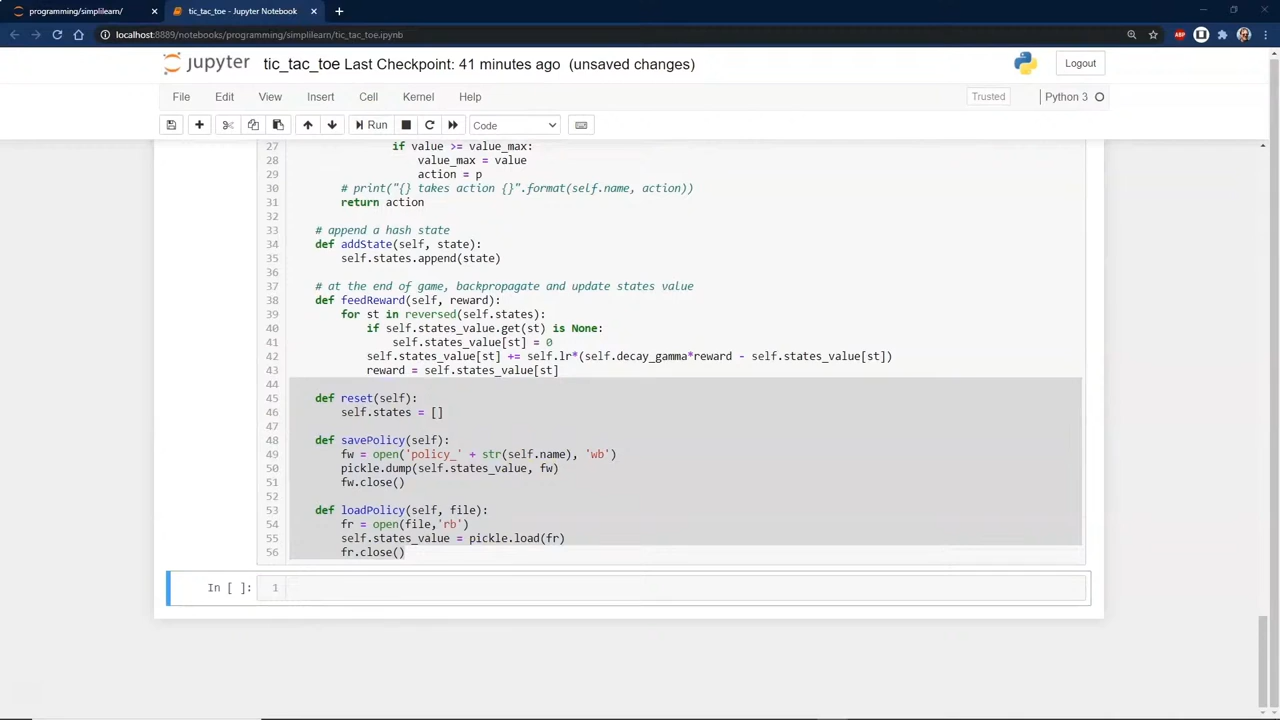 programming/simplilearn/
tic_tac_toe - Jupyter Notebook
localhost:8889/notebooks/programming/simplilearn/tic_tac_toe.ipynb
ABP
jupyter tic_tac_toe Last Checkpoint: 41 minutes ago (unsaved changes)
Logout
File Edit View Insert Cell Kernel Help
Trusted
Python 3
Run
Code
27 if value >= value_max:
28 value_max = value
29 action = p
30 # print("{} takes action {}".format(self.name, action))
31 return action
32
33 # append a hash state
34 def addState(self, state):
35 self.states.append(state)
36
37 # at the end of game, backpropagate and update states value
38 def feedReward(self, reward):
39 for st in reversed(self.states):
40 if self.states_value.get(st) is None:
41 self.states_value[st] = 0
42 self.states_value[st] += self.lr*(self.decay_gamma*reward - self.states_value[st])
43 reward = self.states_value[st]
44
45 def reset(self):
46 self.states = []
47
48 def savePolicy(self):
49 fw = open('policy_' + str(self.name), 'wb')
50 pickle.dump(self.states_value, fw)
51 fw.close()
52
53 def loadPolicy(self, file):
54 fr = open(file,'rb')
55 self.states_value = pickle.load(fr)
56 fr.close()
In [ ]: 1